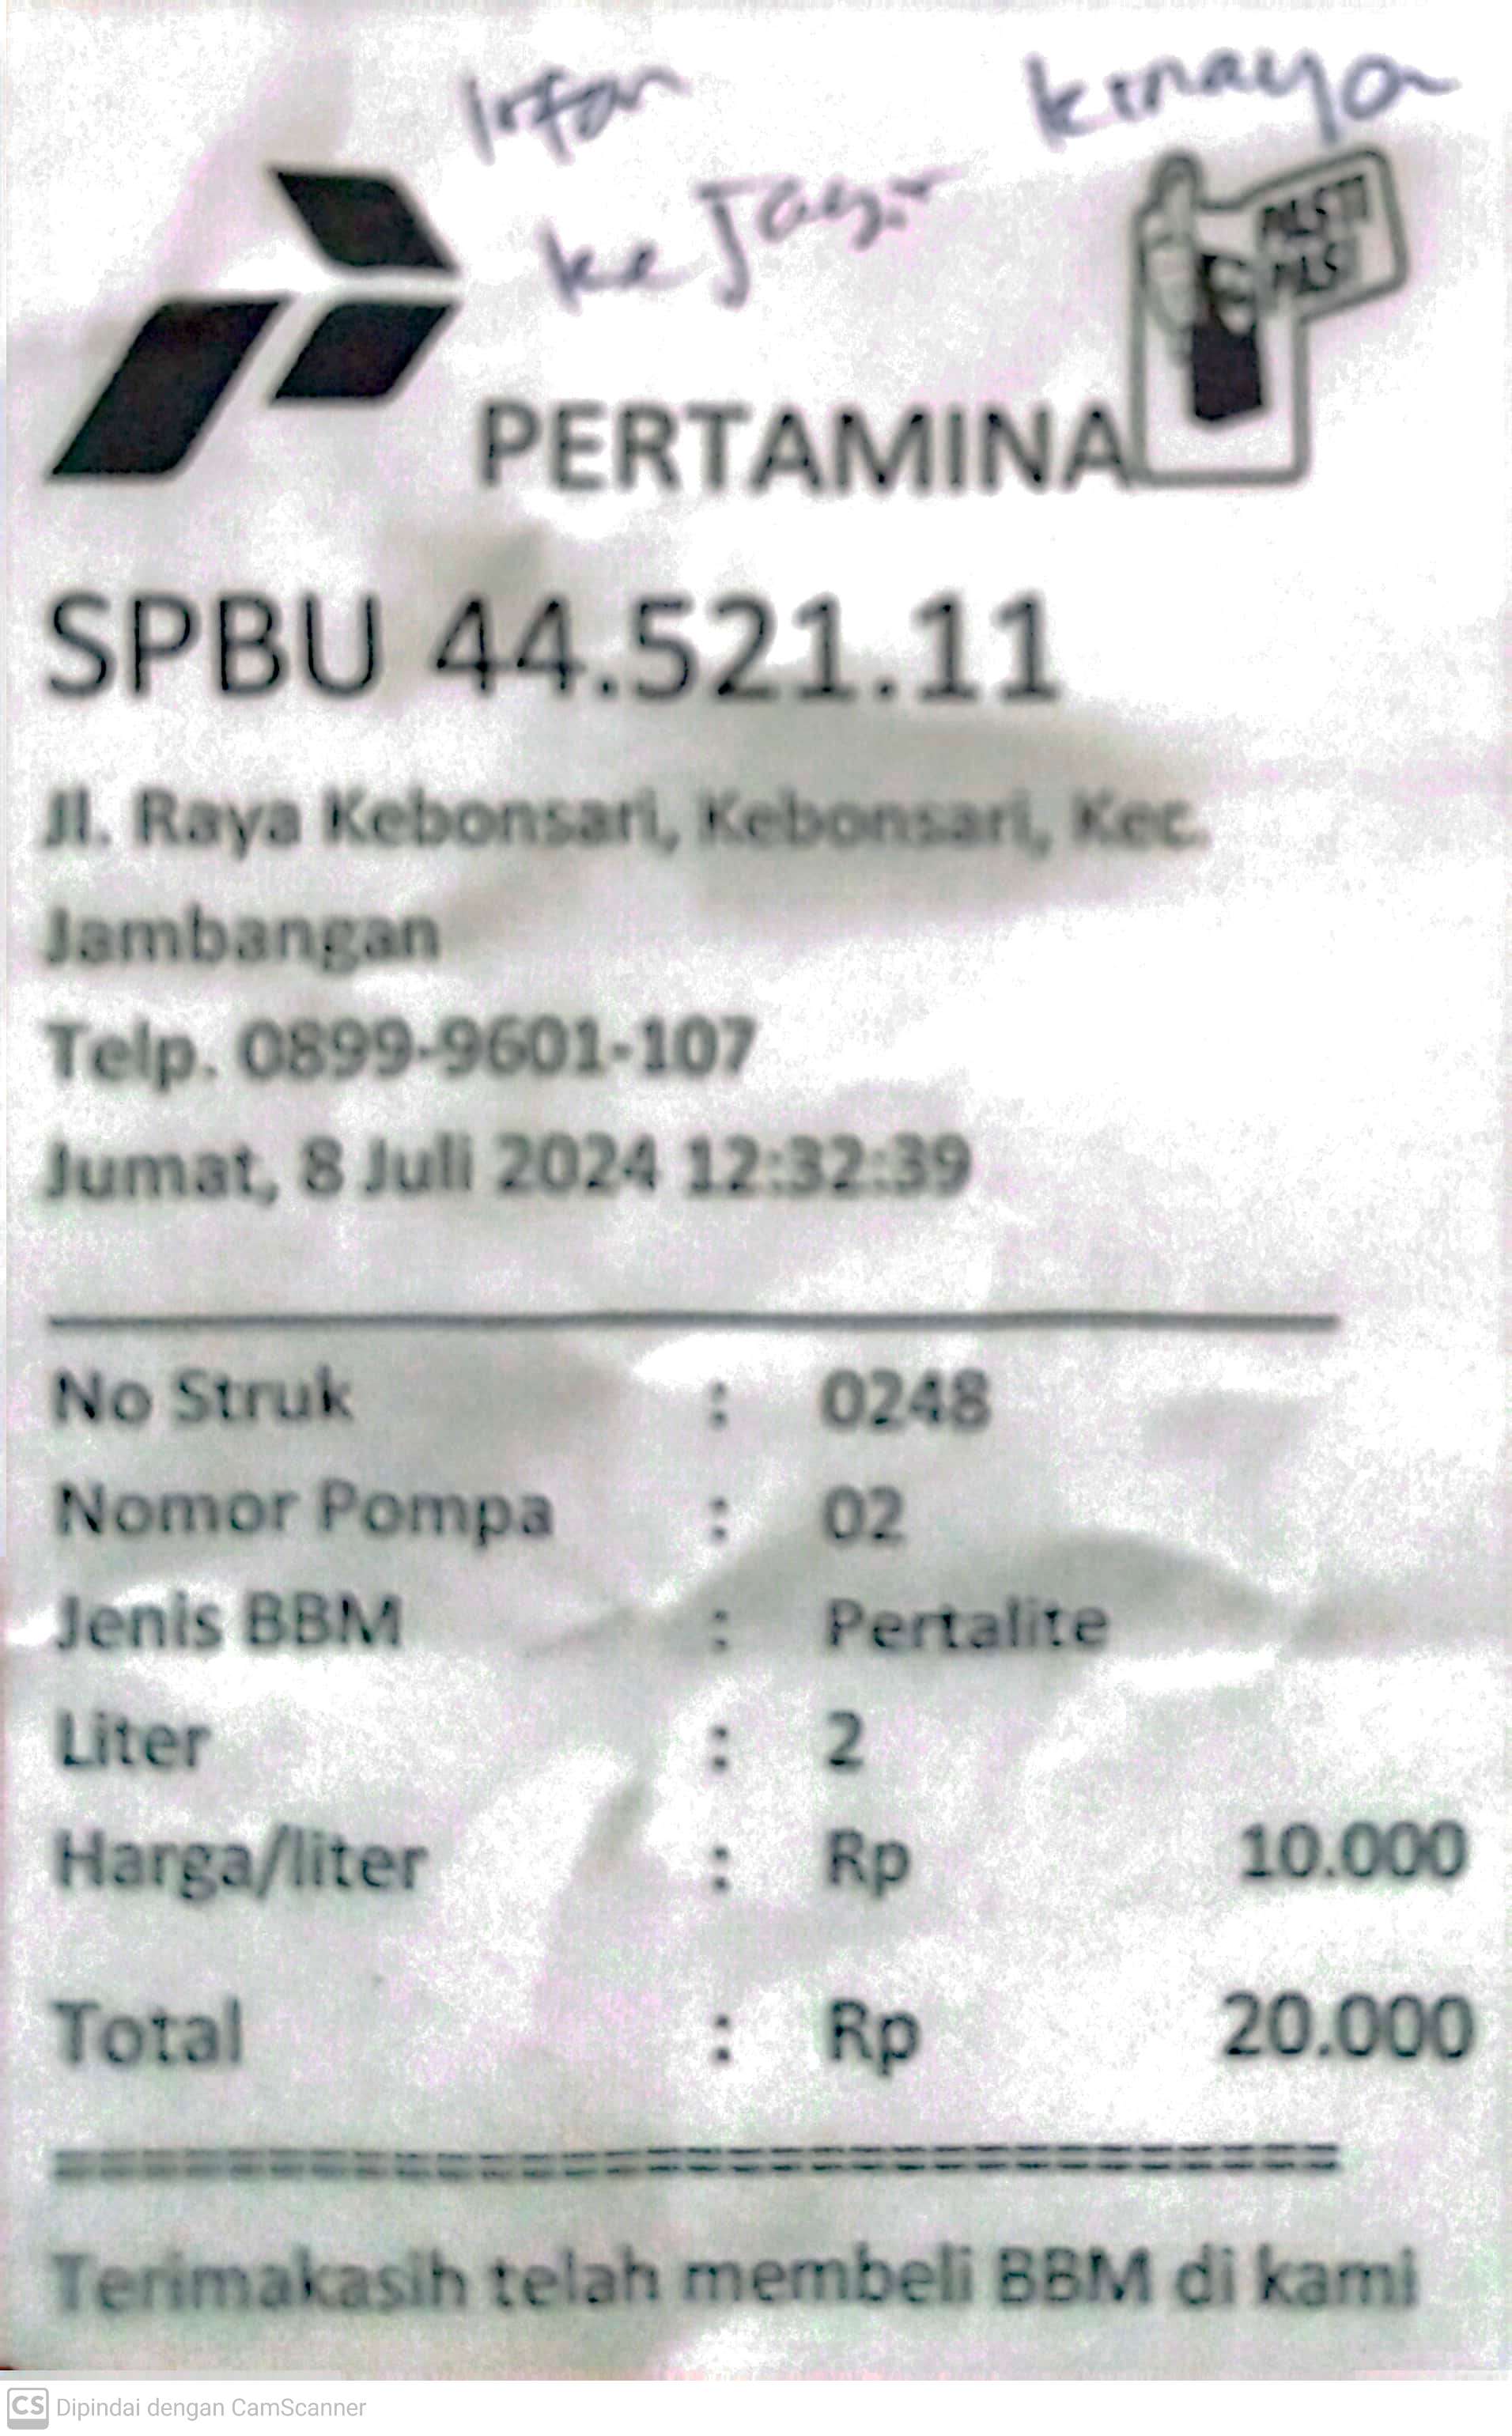 Irfan
kinaya
ke Jagir
PASTI
PAS
PERTAMINA
SPBU 44.521.11
Jl. Raya Kebonsari, Kebonsari, Kec.
Jambangan
Telp. 0899-9601-107
Jumat, 8 Juli 2024 12:32:39
No Struk : 0248
Nomor Pompa : 02
Jenis BBM : Pertalite
Liter : 2
Harga/liter : Rp 10.000
Total : Rp 20.000
==============================
Terimakasih telah membeli BBM di kami
CS Dipindai dengan CamScanner